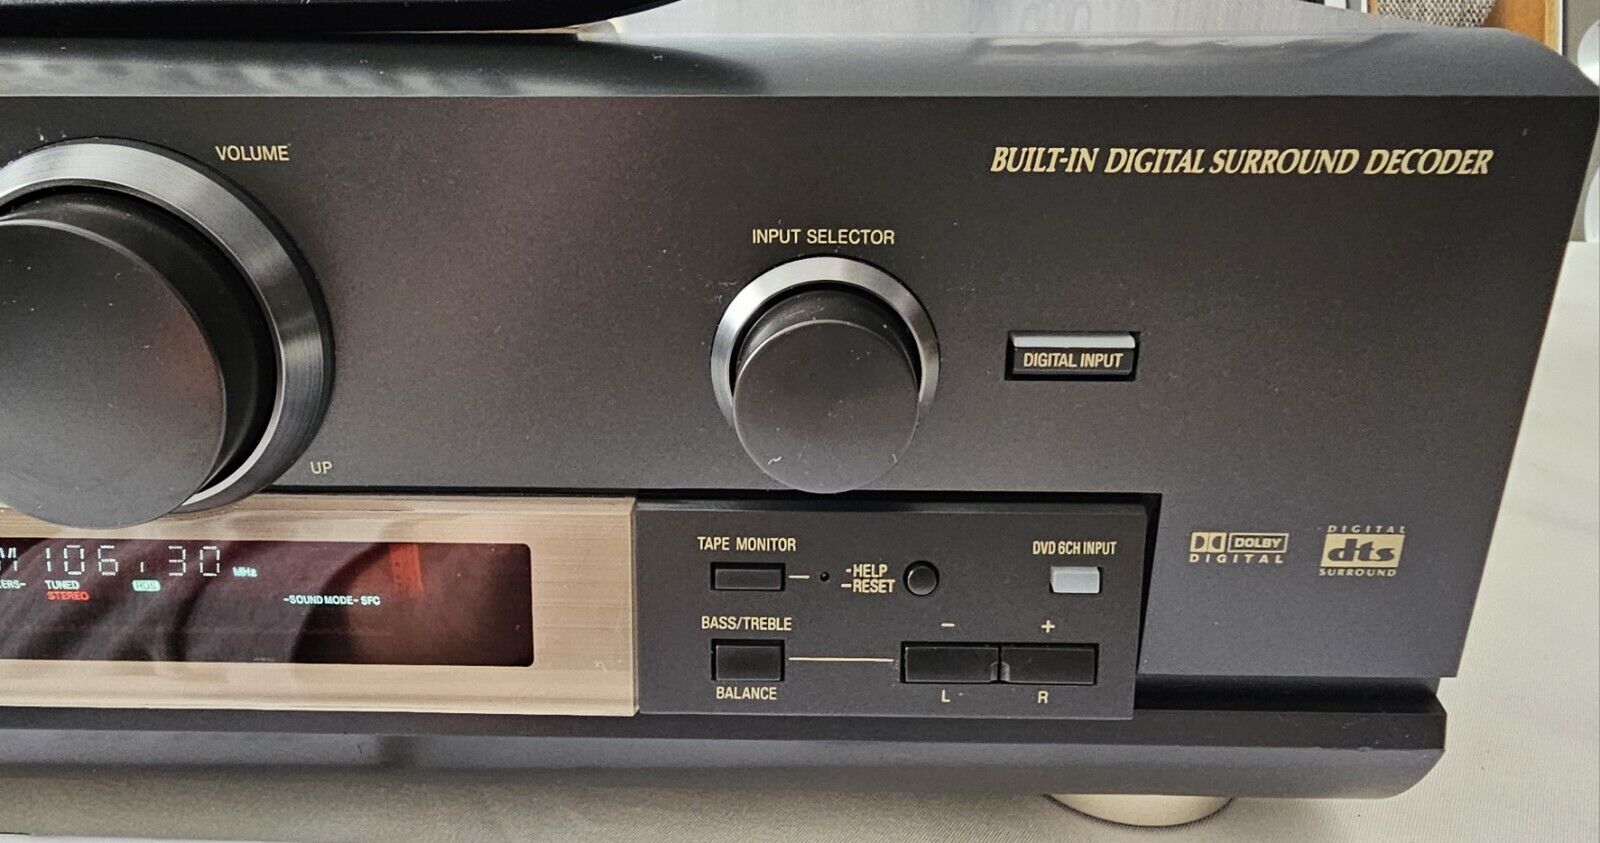 VOLUME
BUILT-IN DIGITAL SURROUND DECODER
INPUT SELECTOR
DIGITAL INPUT
UP
106.30 MHz
TUNED
STEREO
RDS
-SOUND MODE- SFC
TAPE MONITOR
-HELP
-RESET
DVD 6CH INPUT
BASS/TREBLE
- +
BALANCE
L R
DOLBY
DIGITAL
DIGITAL
dts
SURROUND